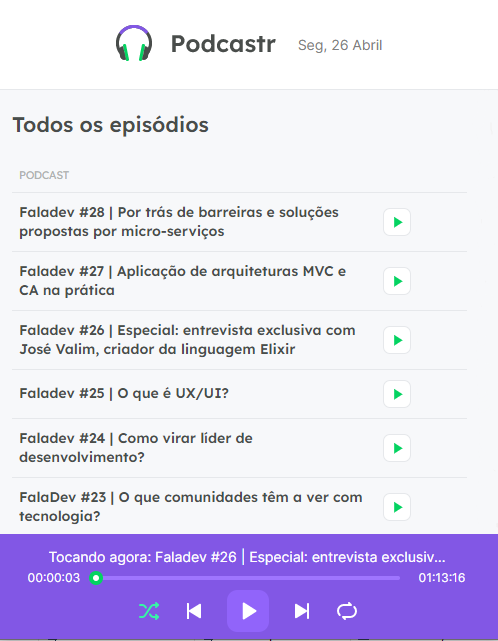 Podcastr
Seg, 26 Abril
Todos os episódios
PODCAST
Faladev #28 | Por trás de barreiras e soluções
propostas por micro-serviços
Faladev #27 | Aplicação de arquiteturas MVC e
CA na prática
Faladev #26 | Especial: entrevista exclusiva com
José Valim, criador da linguagem Elixir
Faladev #25 | O que é UX/UI?
Faladev #24 | Como virar líder de
desenvolvimento?
FalaDev #23 | O que comunidades têm a ver com
tecnologia?
Tocando agora: Faladev #26 | Especial: entrevista exclusiv...
00:00:03
01:13:16